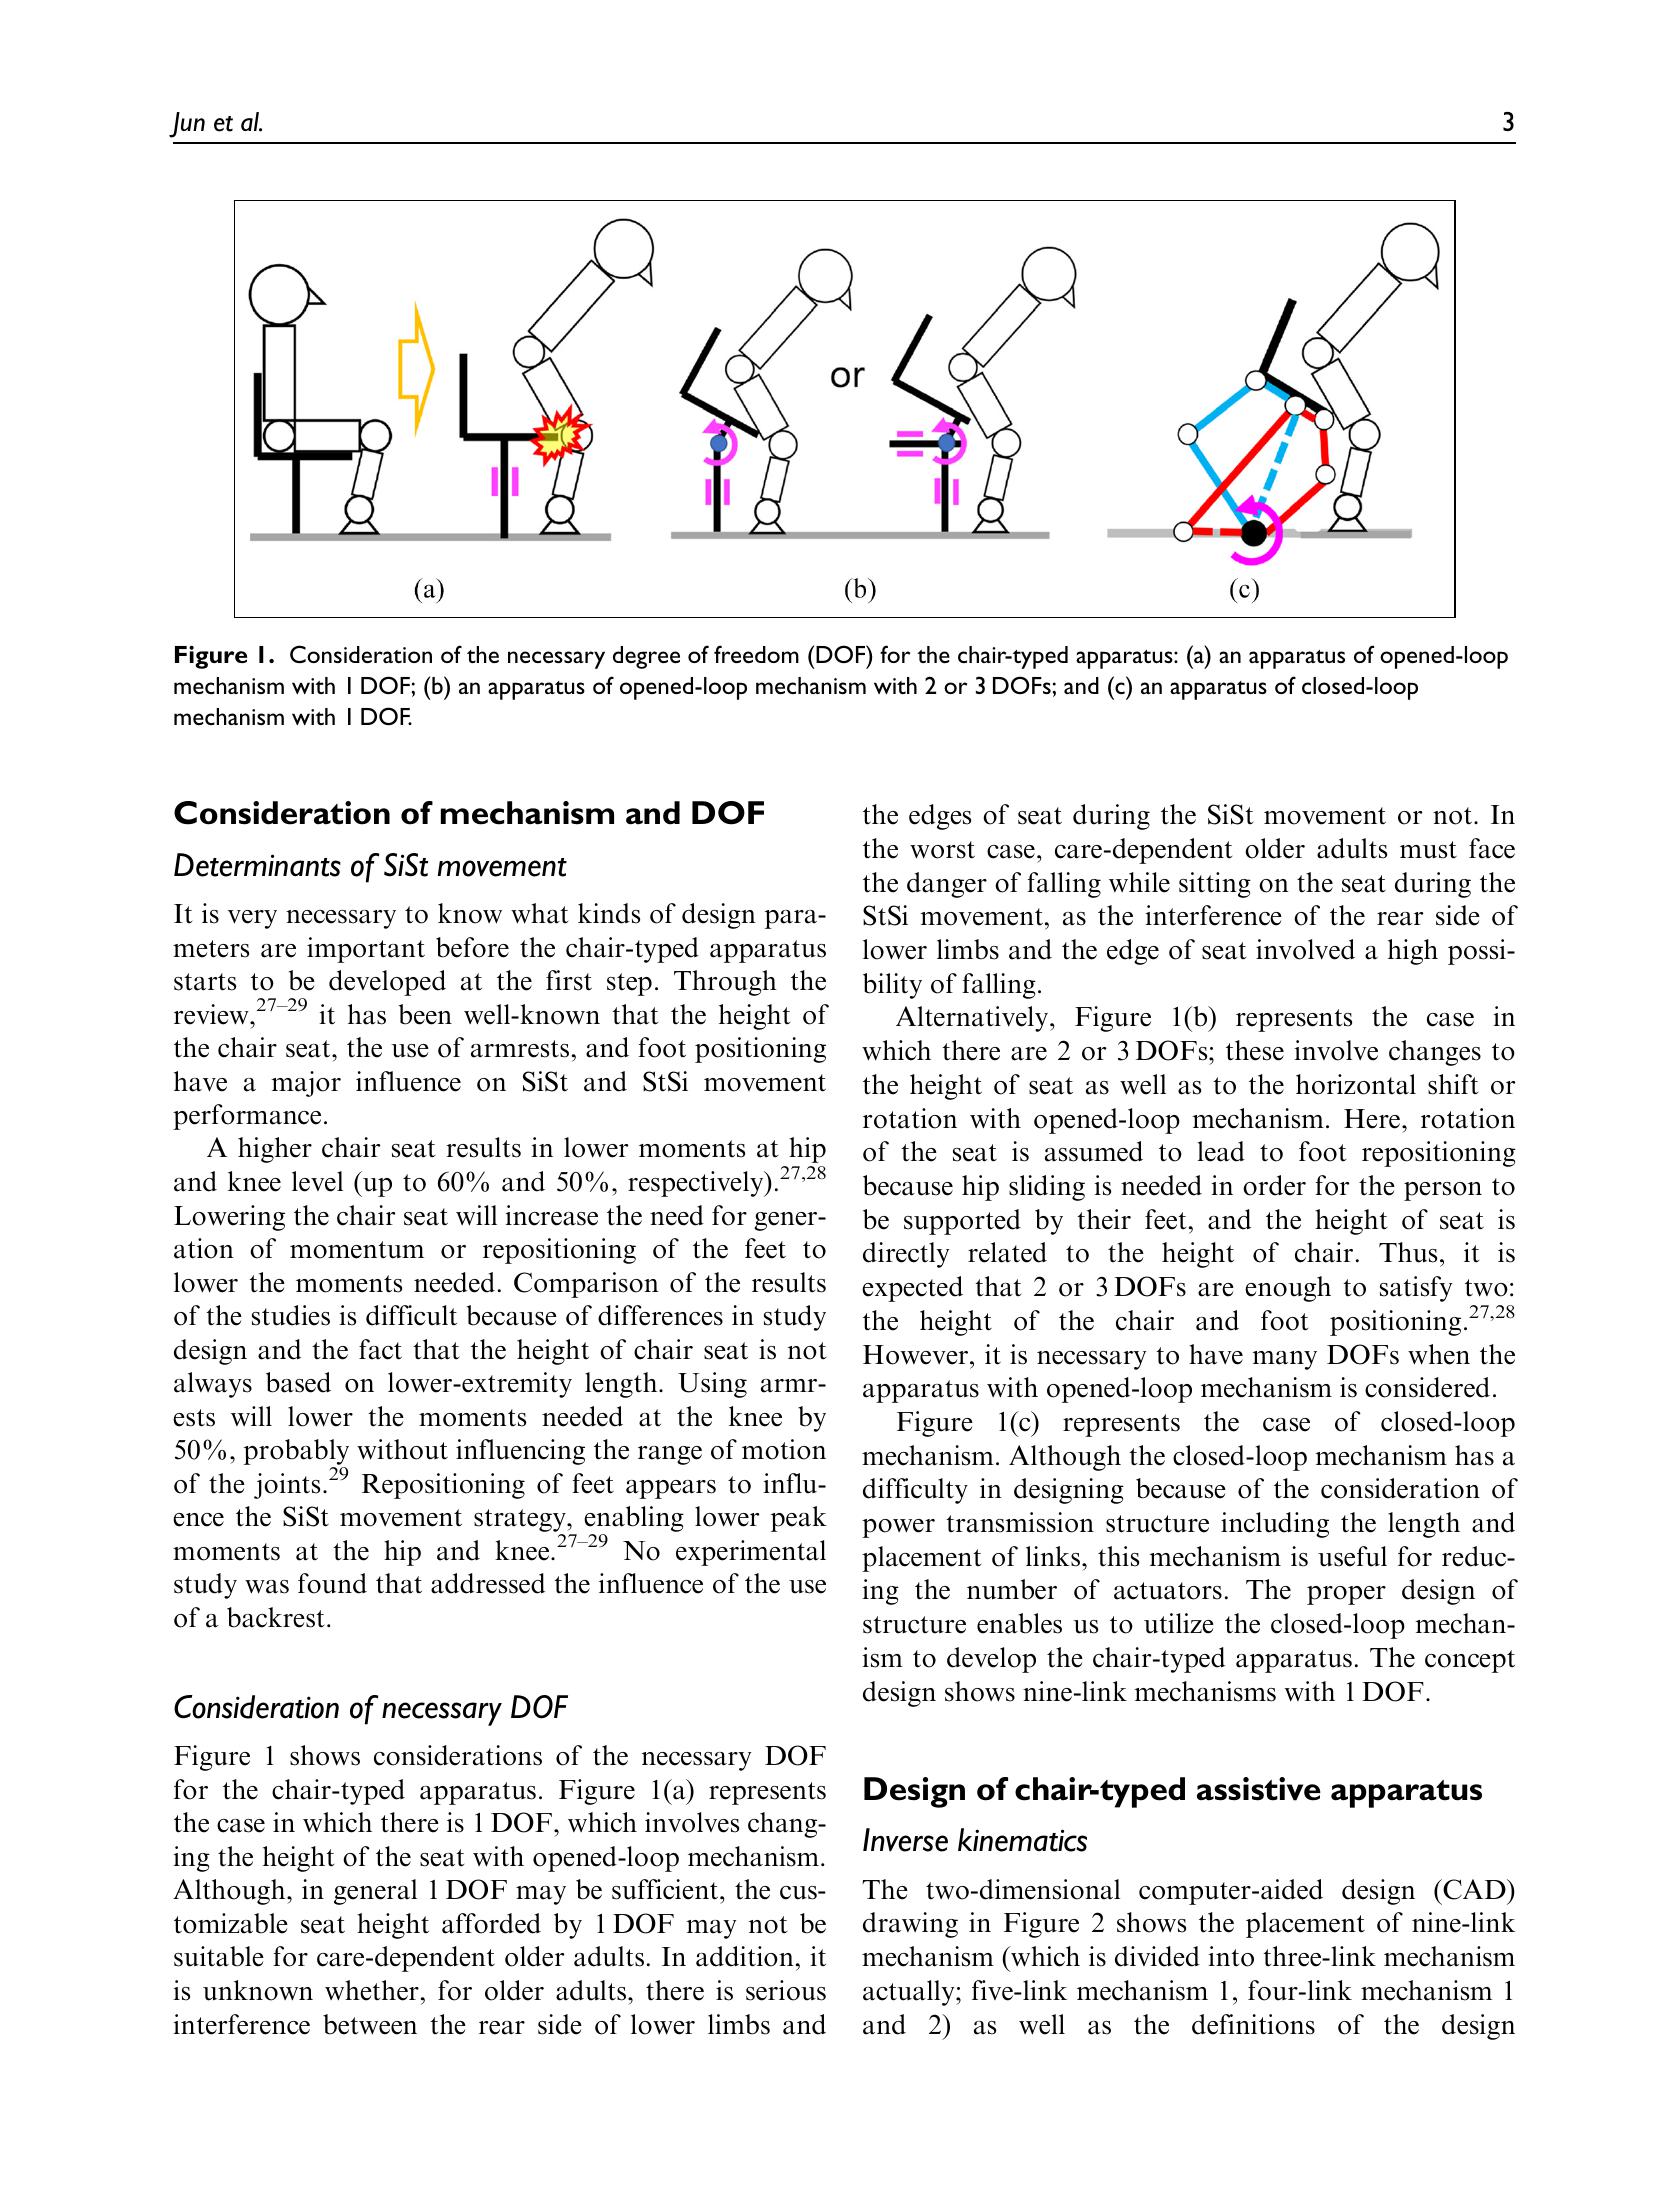 Jun et al.
3
or
(a)
(b)
(c)
Figure 1. Consideration of the necessary degree of freedom (DOF) for the chair-typed apparatus: (a) an apparatus of opened-loop
mechanism with 1 DOF; (b) an apparatus of opened-loop mechanism with 2 or 3 DOFs; and (c) an apparatus of closed-loop
mechanism with 1 DOF.
Consideration of mechanism and DOF
Determinants of SiSt movement
It is very necessary to know what kinds of design para-
meters are important before the chair-typed apparatus
starts to be developed at the first step. Through the
review,27–29 it has been well-known that the height of
the chair seat, the use of armrests, and foot positioning
have a major influence on SiSt and StSi movement
performance.
A higher chair seat results in lower moments at hip
and knee level (up to 60% and 50%, respectively).27,28
Lowering the chair seat will increase the need for gener-
ation of momentum or repositioning of the feet to
lower the moments needed. Comparison of the results
of the studies is difficult because of differences in study
design and the fact that the height of chair seat is not
always based on lower-extremity length. Using armr-
ests will lower the moments needed at the knee by
50%, probably without influencing the range of motion
of the joints.29 Repositioning of feet appears to influ-
ence the SiSt movement strategy, enabling lower peak
moments at the hip and knee.27–29 No experimental
study was found that addressed the influence of the use
of a backrest.
Consideration of necessary DOF
Figure 1 shows considerations of the necessary DOF
for the chair-typed apparatus. Figure 1(a) represents
the case in which there is 1 DOF, which involves chang-
ing the height of the seat with opened-loop mechanism.
Although, in general 1 DOF may be sufficient, the cus-
tomizable seat height afforded by 1 DOF may not be
suitable for care-dependent older adults. In addition, it
is unknown whether, for older adults, there is serious
interference between the rear side of lower limbs and
the edges of seat during the SiSt movement or not. In
the worst case, care-dependent older adults must face
the danger of falling while sitting on the seat during the
StSi movement, as the interference of the rear side of
lower limbs and the edge of seat involved a high possi-
bility of falling.
Alternatively, Figure 1(b) represents the case in
which there are 2 or 3 DOFs; these involve changes to
the height of seat as well as to the horizontal shift or
rotation with opened-loop mechanism. Here, rotation
of the seat is assumed to lead to foot repositioning
because hip sliding is needed in order for the person to
be supported by their feet, and the height of seat is
directly related to the height of chair. Thus, it is
expected that 2 or 3 DOFs are enough to satisfy two:
the height of the chair and foot positioning.27,28
However, it is necessary to have many DOFs when the
apparatus with opened-loop mechanism is considered.
Figure 1(c) represents the case of closed-loop
mechanism. Although the closed-loop mechanism has a
difficulty in designing because of the consideration of
power transmission structure including the length and
placement of links, this mechanism is useful for reduc-
ing the number of actuators. The proper design of
structure enables us to utilize the closed-loop mechan-
ism to develop the chair-typed apparatus. The concept
design shows nine-link mechanisms with 1 DOF.
Design of chair-typed assistive apparatus
Inverse kinematics
The two-dimensional computer-aided design (CAD)
drawing in Figure 2 shows the placement of nine-link
mechanism (which is divided into three-link mechanism
actually; five-link mechanism 1, four-link mechanism 1
and 2) as well as the definitions of the design